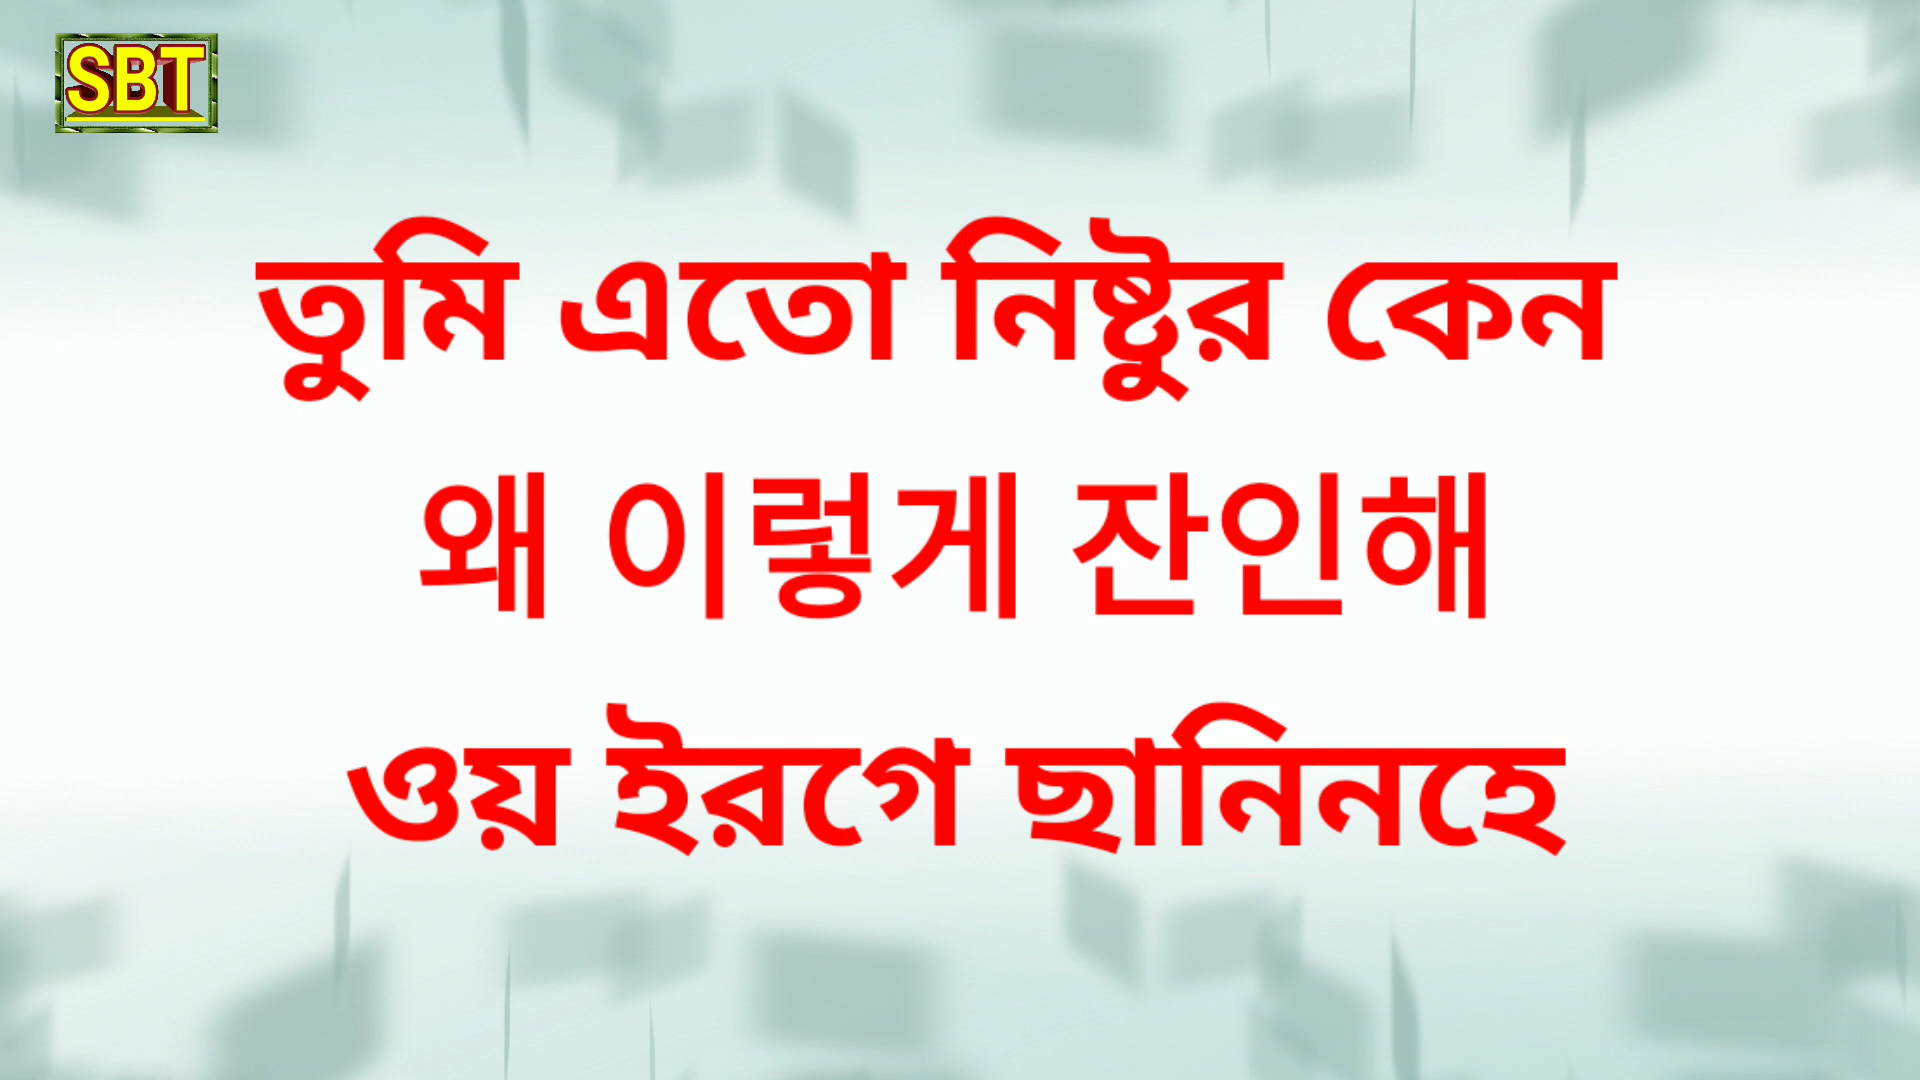 SBT
তুমি এতো নিষ্টুর কেন
왜 이렇게 잔인해
ওয় ইরগে ছানিনহে